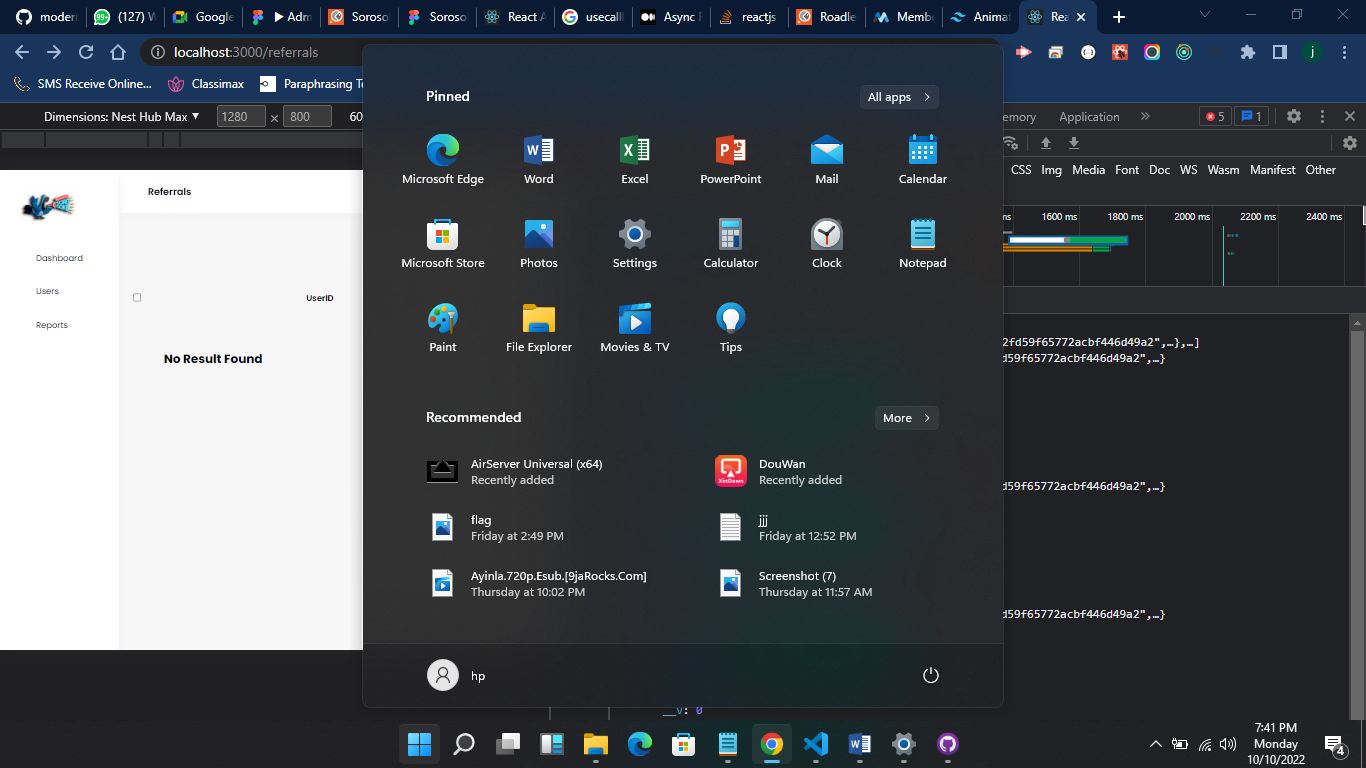 moderr
(127) W
Google
Adm
Soroso
Soroso
React A
usecall
Async F
reactjs
Roadle
Memb
Animat
Rea
localhost:3000/referrals
j
SMS Receive Online...
Classimax
Paraphrasing To
Dimensions: Nest Hub Max ▼
1280 × 800
60
emory
Application
»
5
1
CSS Img Media Font Doc WS Wasm Manifest Other
ms
1600 ms
1800 ms
2000 ms
2200 ms
2400 ms
Referrals
Dashboard
Users
Reports
UserID
No Result Found
Pinned
All apps >
Microsoft Edge
Word
Excel
PowerPoint
Mail
Calendar
Microsoft Store
Photos
Settings
Calculator
Clock
Notepad
Paint
File Explorer
Movies & TV
Tips
Recommended
More >
AirServer Universal (x64)
Recently added
XinDawn
DouWan
Recently added
flag
Friday at 2:49 PM
jjj
Friday at 12:52 PM
Ayinla.720p.Esub.[9jaRocks.Com]
Thursday at 10:02 PM
Screenshot (7)
Thursday at 11:57 AM
hp
2fd59f65772acbf446d49a2",…},…]
d59f65772acbf446d49a2",…}
d59f65772acbf446d49a2",…}
d59f65772acbf446d49a2",…}
__v: 0
7:41 PM
Monday
10/10/2022
4